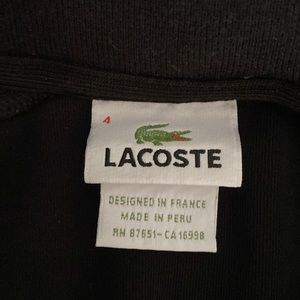 4
LACOSTE
DESIGNED IN FRANCE
MADE IN PERU
RN 87651-CA 16998